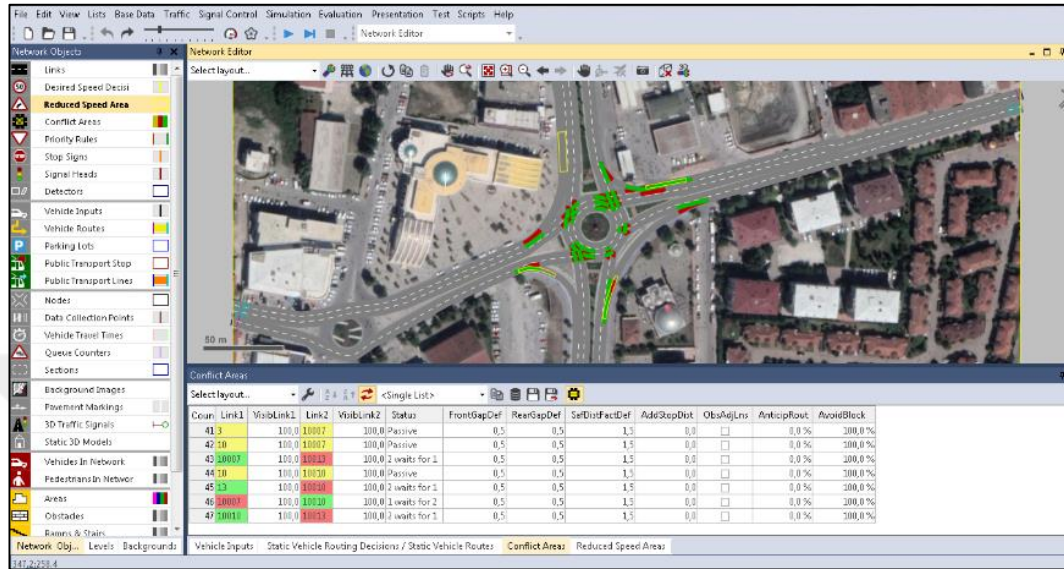 File Edit View Lists Base Data Traffic Signal Control Simulation Evaluation Presentation Test Scripts Help
Network Editor
Network Objects
Network Editor
Select layout...
Links
Desired Speed Decisi
Reduced Speed Area
Conflict Areas
Priority Rules
Stop Signs
Signal Heads
Detectors
Vehicle Inputs
Vehicle Routes
Parking Lots
Public Transport Stop
Public Transport Lines
Nodes
Data Collection Points
Vehicle Travel Times
Queue Counters
Sections
Background Images
Pavement Markings
3D Traffic Signals
Static 3D Models
Vehicles In Network
Pedestrians In Networ
Areas
Obstacles
Ramps & Stairs
50 m
Conflict Areas
Select layout... <Single List>
Coun Link1 VisibLink1 Link2 VisibLink2 Status FrontGapDef RearGapDef SafDistFactDef AddStopDist ObsAdjLns AnticipRout AvoidBlock
41 3 100,0 10007 100,0 Passive 0,5 0,5 1,5 0,0 0,0 % 100,0 %
42 10 100,0 10007 100,0 Passive 0,5 0,5 1,5 0,0 0,0 % 100,0 %
43 10007 100,0 10013 100,0 2 waits for 1 0,5 0,5 1,5 0,0 0,0 % 100,0 %
44 10 100,0 10010 100,0 Passive 0,5 0,5 1,5 0,0 0,0 % 100,0 %
45 13 100,0 10010 100,0 2 waits for 1 0,5 0,5 1,5 0,0 0,0 % 100,0 %
46 10007 100,0 10010 100,0 1 waits for 2 0,5 0,5 1,5 0,0 0,0 % 100,0 %
47 10010 100,0 10013 100,0 2 waits for 1 0,5 0,5 1,5 0,0 0,0 % 100,0 %
Network Obj... Levels Backgrounds
Vehicle Inputs Static Vehicle Routing Decisions / Static Vehicle Routes Conflict Areas Reduced Speed Areas
347,2:258,4